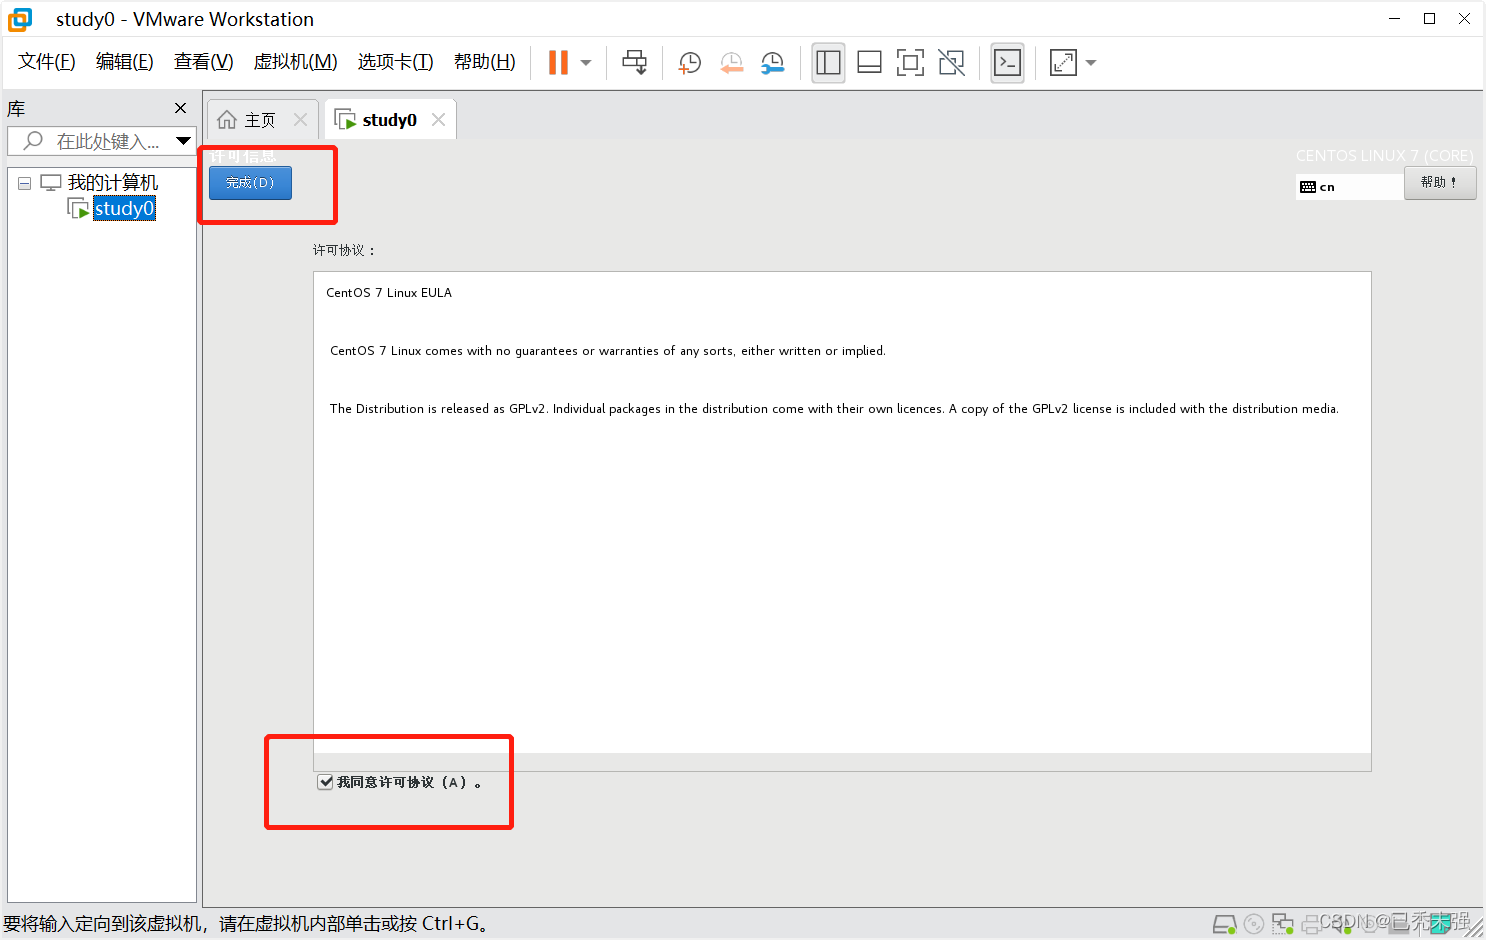 study0 - VMware Workstation
文件(F) 编辑(E) 查看(V) 虚拟机(M) 选项卡(T) 帮助(H)
库
在此处键入...
我的计算机
study0
主页
study0
许可信息
完成(D)
CENTOS LINUX 7 (CORE)
cn
帮助！
许可协议：
CentOS 7 Linux EULA
CentOS 7 Linux comes with no guarantees or warranties of any sorts, either written or implied.
The Distribution is released as GPLv2. Individual packages in the distribution come with their own licences. A copy of the GPLv2 license is included with the distribution media.
我同意许可协议（A）。
要将输入定向到该虚拟机，请在虚拟机内部单击或按 Ctrl+G。
CSDN @已秃未强